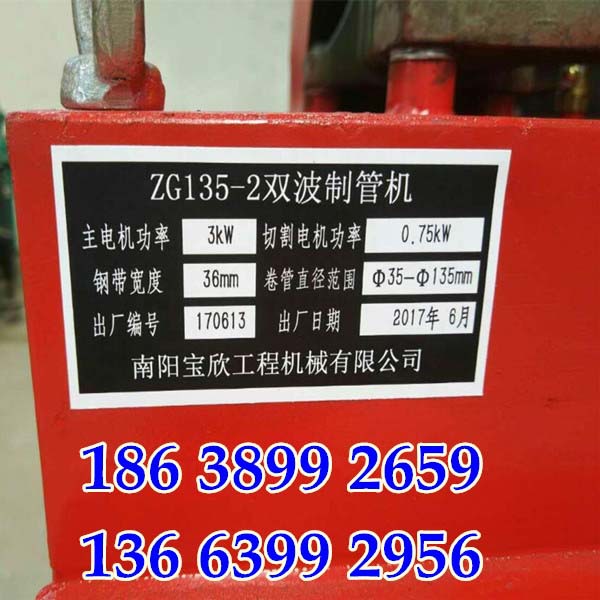 ZG135-2双波制管机
主电机功率 3kW 切割电机功率 0.75kW
钢带宽度 36mm 卷管直径范围 Φ35-Φ135mm
出厂编号 170613 出厂日期 2017年 6月
南阳宝欣工程机械有限公司
186 3899 2659
136 6399 2956